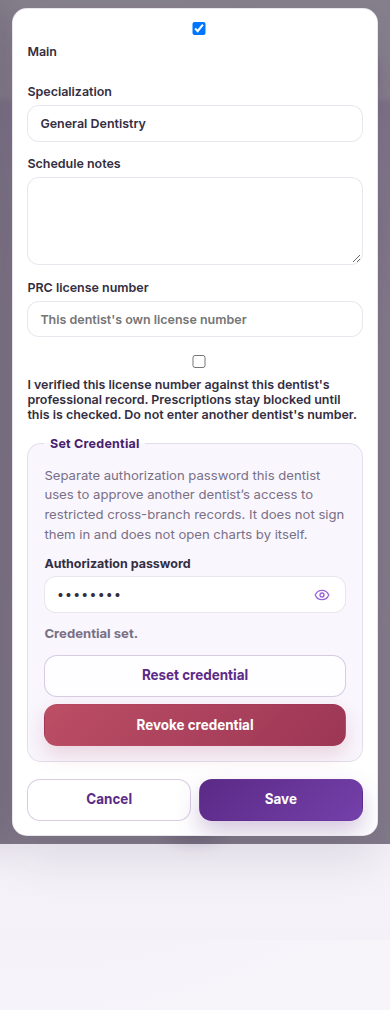 Main
Specialization
General Dentistry
Schedule notes
PRC license number
This dentist's own license number
I verified this license number against this dentist's
professional record. Prescriptions stay blocked until
this is checked. Do not enter another dentist's number.
Set Credential
Separate authorization password this dentist
uses to approve another dentist’s access to
restricted cross-branch records. It does not sign
them in and does not open charts by itself.
Authorization password
••••••••
Credential set.
Reset credential
Revoke credential
Cancel
Save